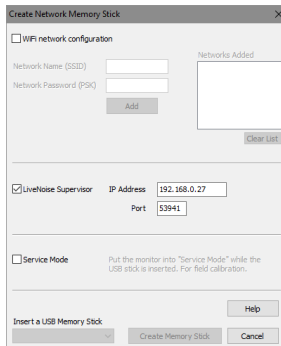 Create Network Memory Stick
WiFi network configuration
Networks Added
Network Name (SSID)
Network Password (PSK)
Add
Clear List
LiveNoise Supervisor
IP Address
192.168.0.27
Port
53941
Service Mode
Put the monitor into "Service Mode" while the
USB stick is inserted. For field calibration.
Help
Insert a USB Memory Stick
Create Memory Stick
Cancel